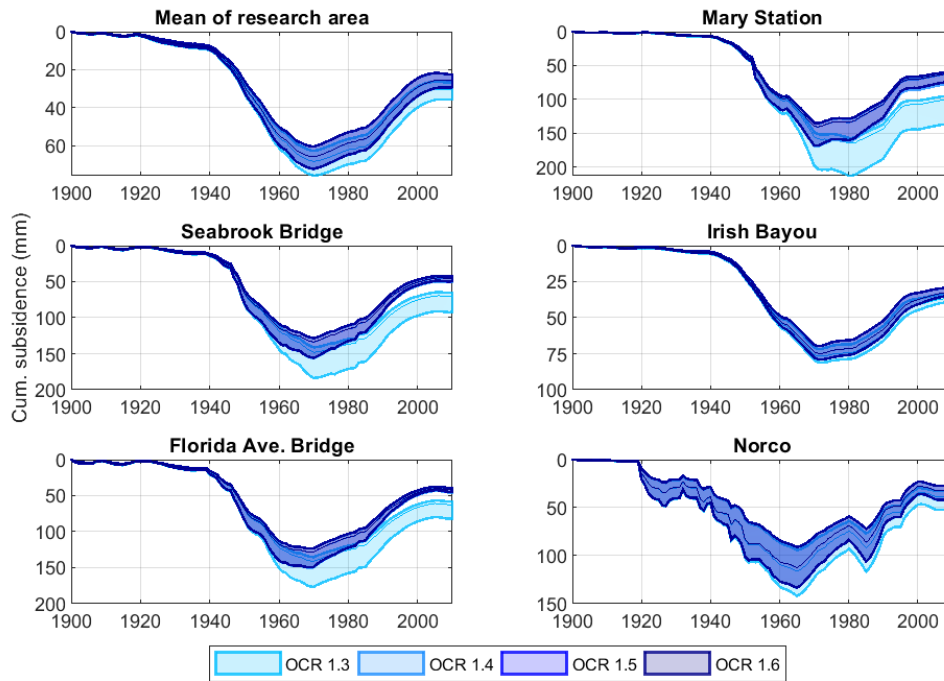 Mean of research area
0
20
40
60
1900 1920 1940 1960 1980 2000
Mary Station
0
50
100
150
200
1900 1920 1940 1960 1980 2000
Cum. subsidence (mm)
Seabrook Bridge
0
50
100
150
200
1900 1920 1940 1960 1980 2000
Irish Bayou
0
25
50
75
100
1900 1920 1940 1960 1980 2000
Florida Ave. Bridge
0
50
100
150
200
1900 1920 1940 1960 1980 2000
Norco
0
50
100
150
1900 1920 1940 1960 1980 2000
OCR 1.3 OCR 1.4 OCR 1.5 OCR 1.6